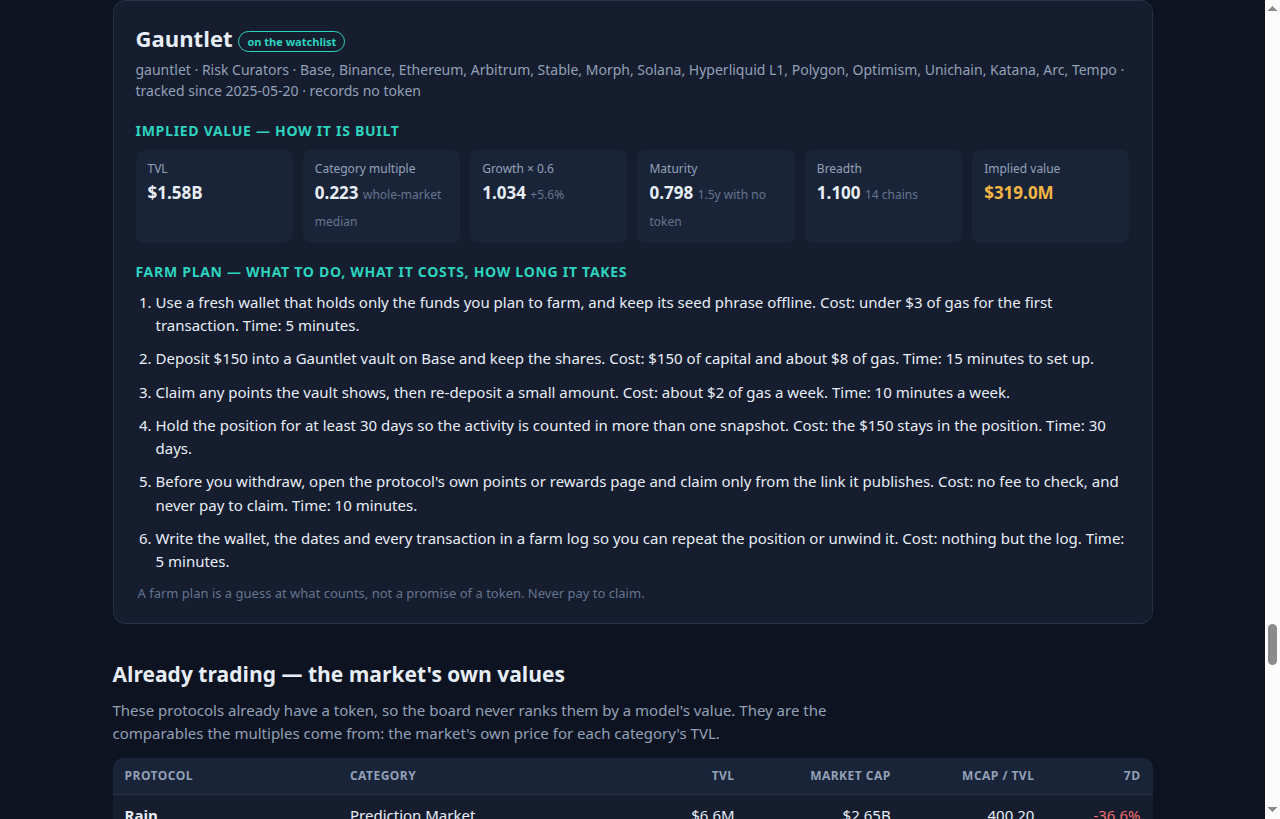 Gauntlet on the watchlist
gauntlet · Risk Curators · Base, Binance, Ethereum, Arbitrum, Stable, Morph, Solana, Hyperliquid L1, Polygon, Optimism, Unichain, Katana, Arc, Tempo ·
tracked since 2025-05-20 · records no token
IMPLIED VALUE — HOW IT IS BUILT
TVL
$1.58B
Category multiple
0.223 whole-market
median
Growth × 0.6
1.034 +5.6%
Maturity
0.798 1.5y with no
token
Breadth
1.100 14 chains
Implied value
$319.0M
FARM PLAN — WHAT TO DO, WHAT IT COSTS, HOW LONG IT TAKES
1. Use a fresh wallet that holds only the funds you plan to farm, and keep its seed phrase offline. Cost: under $3 of gas for the first
transaction. Time: 5 minutes.
2. Deposit $150 into a Gauntlet vault on Base and keep the shares. Cost: $150 of capital and about $8 of gas. Time: 15 minutes to set up.
3. Claim any points the vault shows, then re-deposit a small amount. Cost: about $2 of gas a week. Time: 10 minutes a week.
4. Hold the position for at least 30 days so the activity is counted in more than one snapshot. Cost: the $150 stays in the position. Time: 30
days.
5. Before you withdraw, open the protocol's own points or rewards page and claim only from the link it publishes. Cost: no fee to check, and
never pay to claim. Time: 10 minutes.
6. Write the wallet, the dates and every transaction in a farm log so you can repeat the position or unwind it. Cost: nothing but the log. Time:
5 minutes.
A farm plan is a guess at what counts, not a promise of a token. Never pay to claim.
Already trading — the market's own values
These protocols already have a token, so the board never ranks them by a model's value. They are the
comparables the multiples come from: the market's own price for each category's TVL.
PROTOCOL CATEGORY TVL MARKET CAP MCAP / TVL 7D
Rain Prediction Market $6.6M $2.65B 400.20 -36.6%